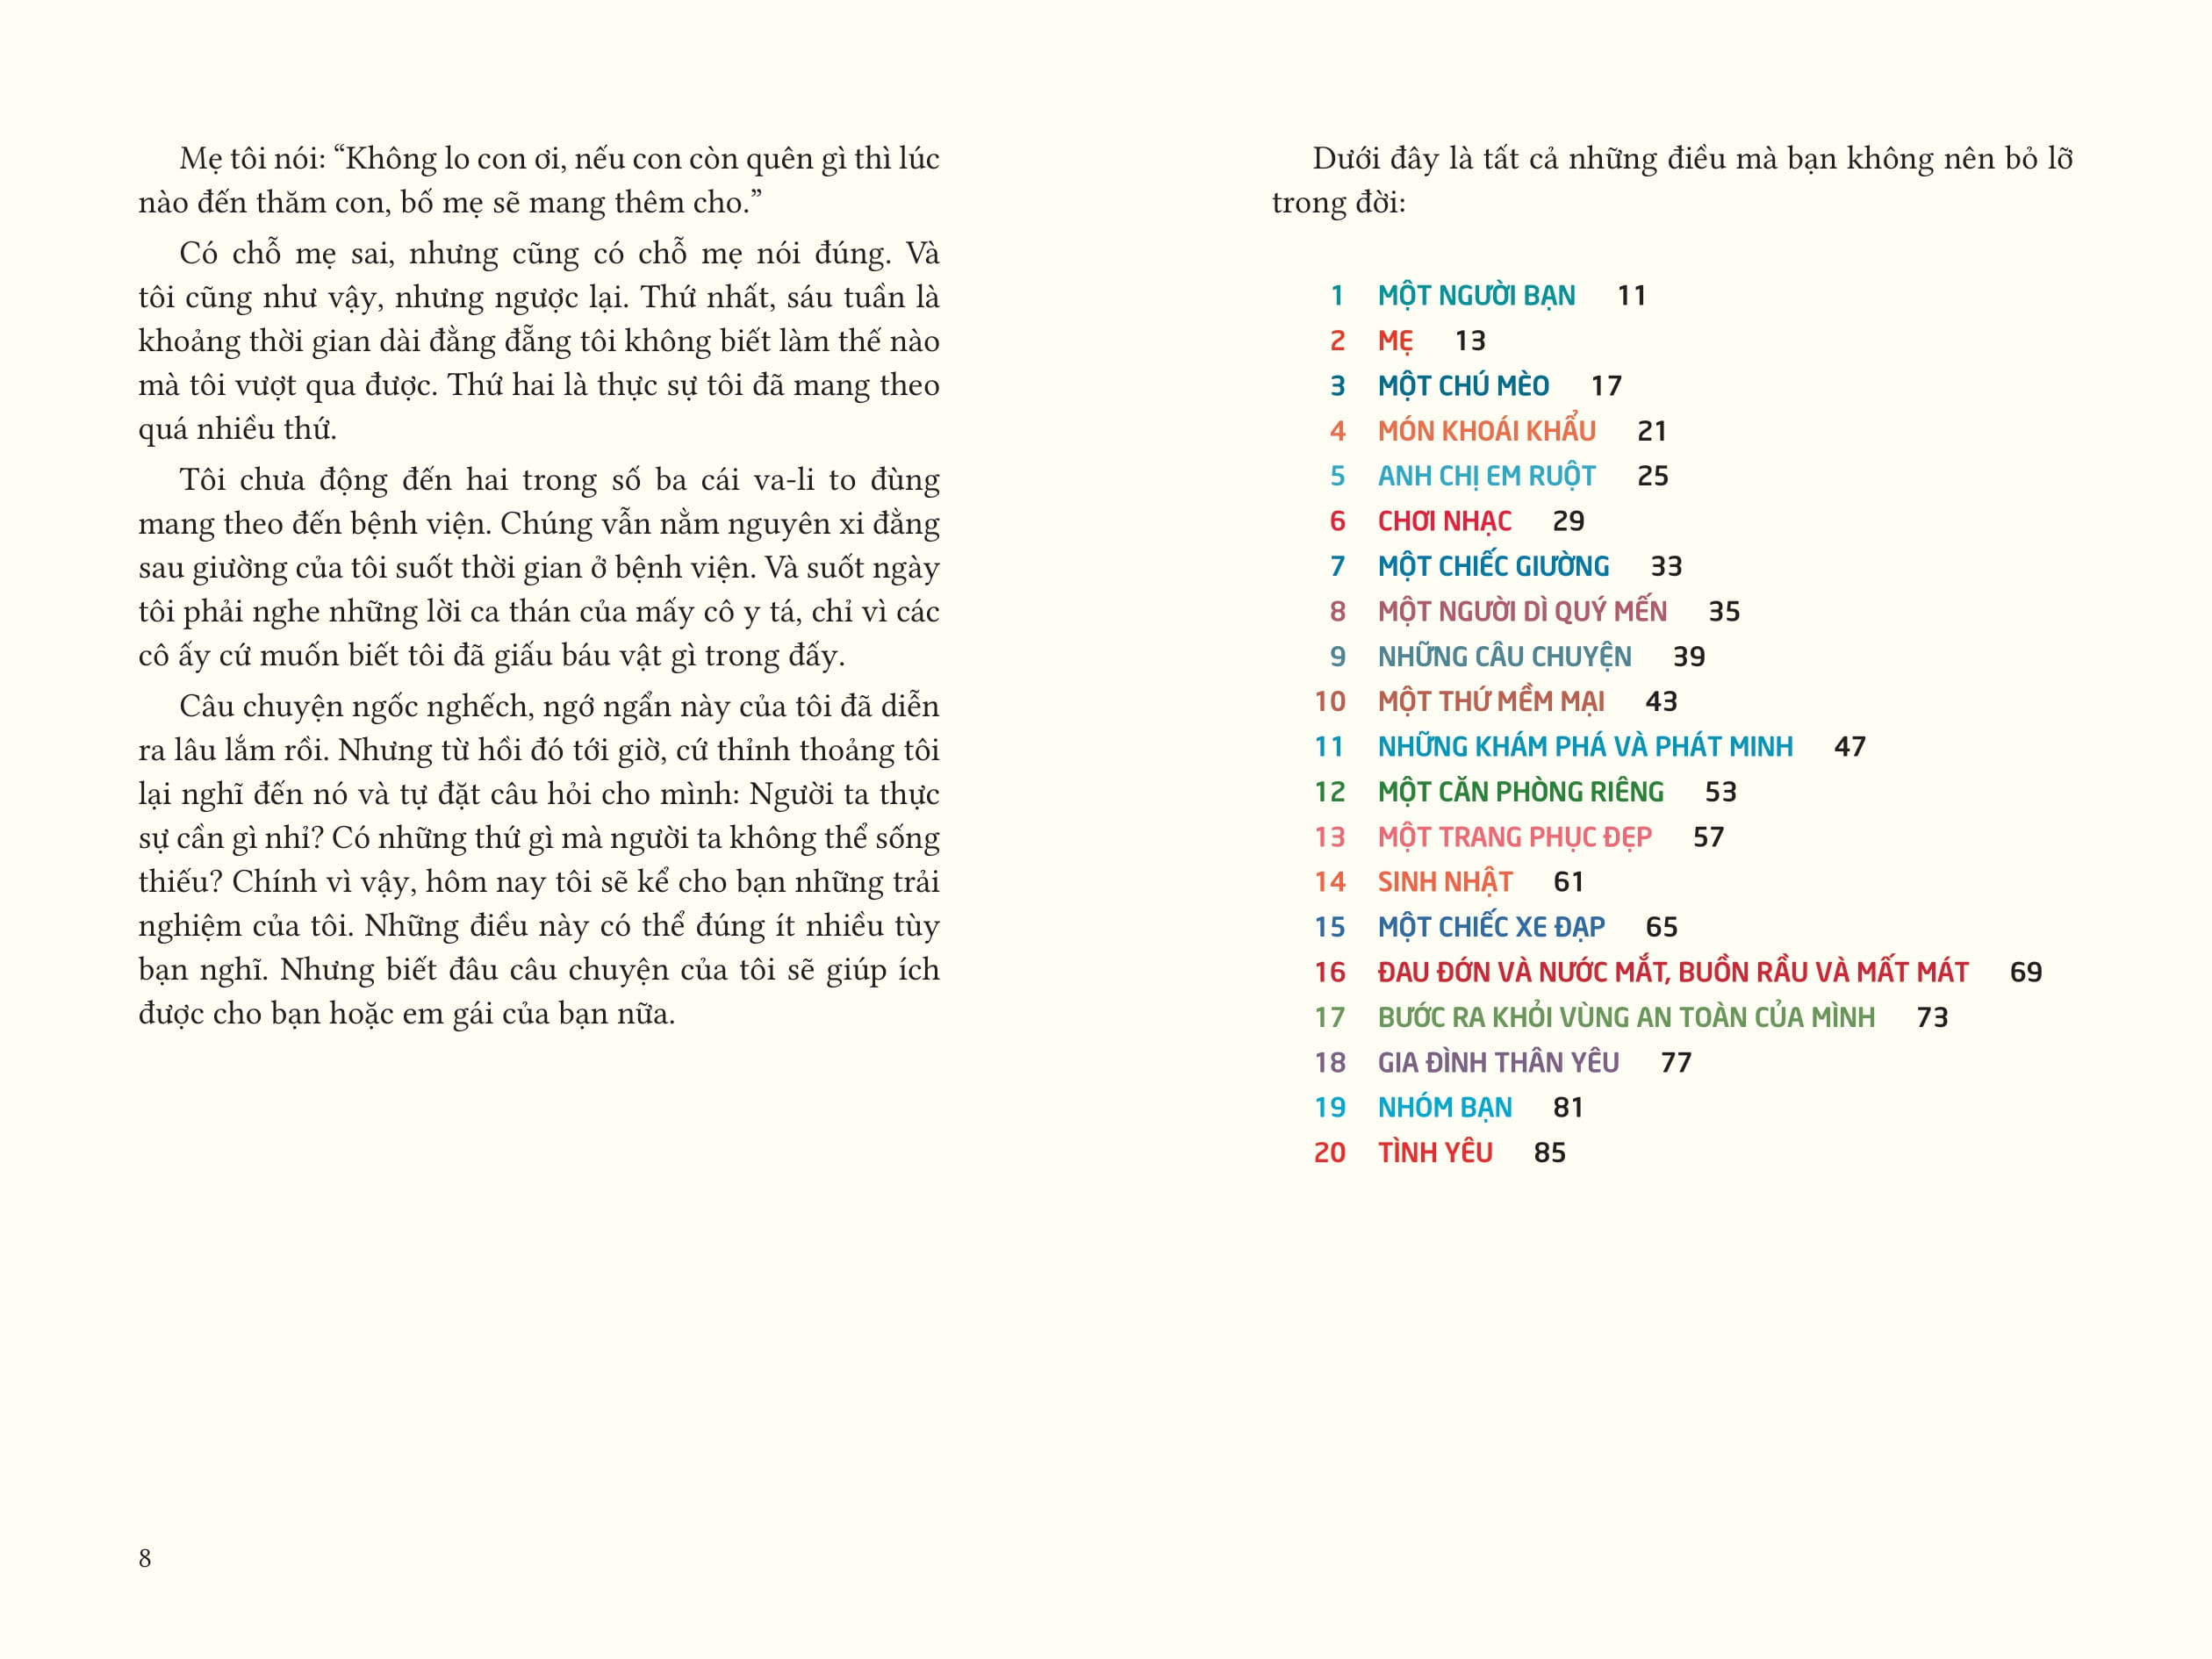 Mẹ tôi nói: “Không lo con ơi, nếu con còn quên gì thì lúc
nào đến thăm con, bố mẹ sẽ mang thêm cho.”
Có chỗ mẹ sai, nhưng cũng có chỗ mẹ nói đúng. Và
tôi cũng như vậy, nhưng ngược lại. Thứ nhất, sáu tuần là
khoảng thời gian dài đằng đẵng tôi không biết làm thế nào
mà tôi vượt qua được. Thứ hai là thực sự tôi đã mang theo
quá nhiều thứ.
Tôi chưa động đến hai trong số ba cái va-li to đùng
mang theo đến bệnh viện. Chúng vẫn nằm nguyên xi đằng
sau giường của tôi suốt thời gian ở bệnh viện. Và suốt ngày
tôi phải nghe những lời ca thán của mấy cô y tá, chỉ vì các
cô ấy cứ muốn biết tôi đã giấu báu vật gì trong đấy.
Câu chuyện ngốc nghếch, ngớ ngẩn này của tôi đã diễn
ra lâu lắm rồi. Nhưng từ hồi đó tới giờ, cứ thỉnh thoảng tôi
lại nghĩ đến nó và tự đặt câu hỏi cho mình: Người ta thực
sự cần gì nhỉ? Có những thứ gì mà người ta không thể sống
thiếu? Chính vì vậy, hôm nay tôi sẽ kể cho bạn những trải
nghiệm của tôi. Những điều này có thể đúng ít nhiều tùy
bạn nghĩ. Nhưng biết đâu câu chuyện của tôi sẽ giúp ích
được cho bạn hoặc em gái của bạn nữa.
8
Dưới đây là tất cả những điều mà bạn không nên bỏ lỡ
trong đời:
1 MỘT NGƯỜI BẠN 11
2 MẸ 13
3 MỘT CHÚ MÈO 17
4 MÓN KHOÁI KHẨU 21
5 ANH CHỊ EM RUỘT 25
6 CHƠI NHẠC 29
7 MỘT CHIẾC GIƯỜNG 33
8 MỘT NGƯỜI DÌ QUÝ MẾN 35
9 NHỮNG CÂU CHUYỆN 39
10 MỘT THỨ MỀM MẠI 43
11 NHỮNG KHÁM PHÁ VÀ PHÁT MINH 47
12 MỘT CĂN PHÒNG RIÊNG 53
13 MỘT TRANG PHỤC ĐẸP 57
14 SINH NHẬT 61
15 MỘT CHIẾC XE ĐẠP 65
16 ĐAU ĐỚN VÀ NƯỚC MẮT, BUỒN RẦU VÀ MẤT MÁT 69
17 BƯỚC RA KHỎI VÙNG AN TOÀN CỦA MÌNH 73
18 GIA ĐÌNH THÂN YÊU 77
19 NHÓM BẠN 81
20 TÌNH YÊU 85